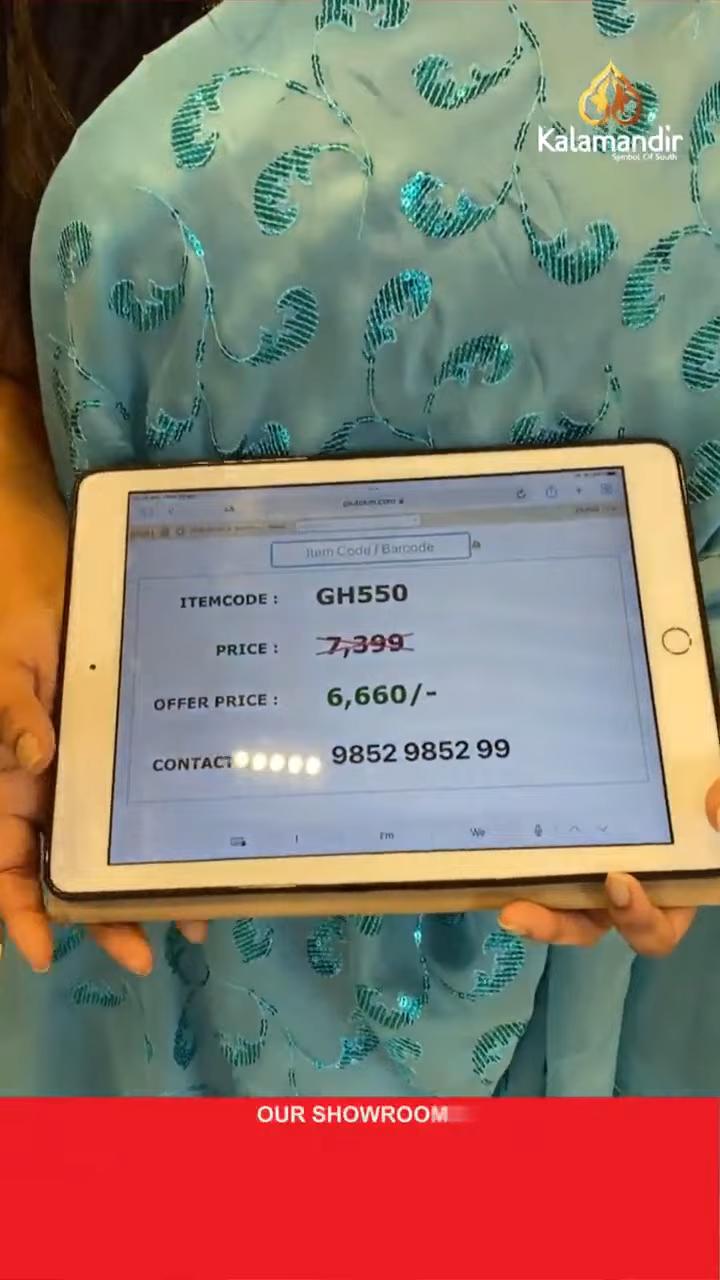 Kalamandir
Symbol Of South
Item Code / Barcode
ITEMCODE : GH550
PRICE : 7,399
OFFER PRICE : 6,660/-
CONTACT 9852 9852 99
I I'm We
OUR SHOWROOM